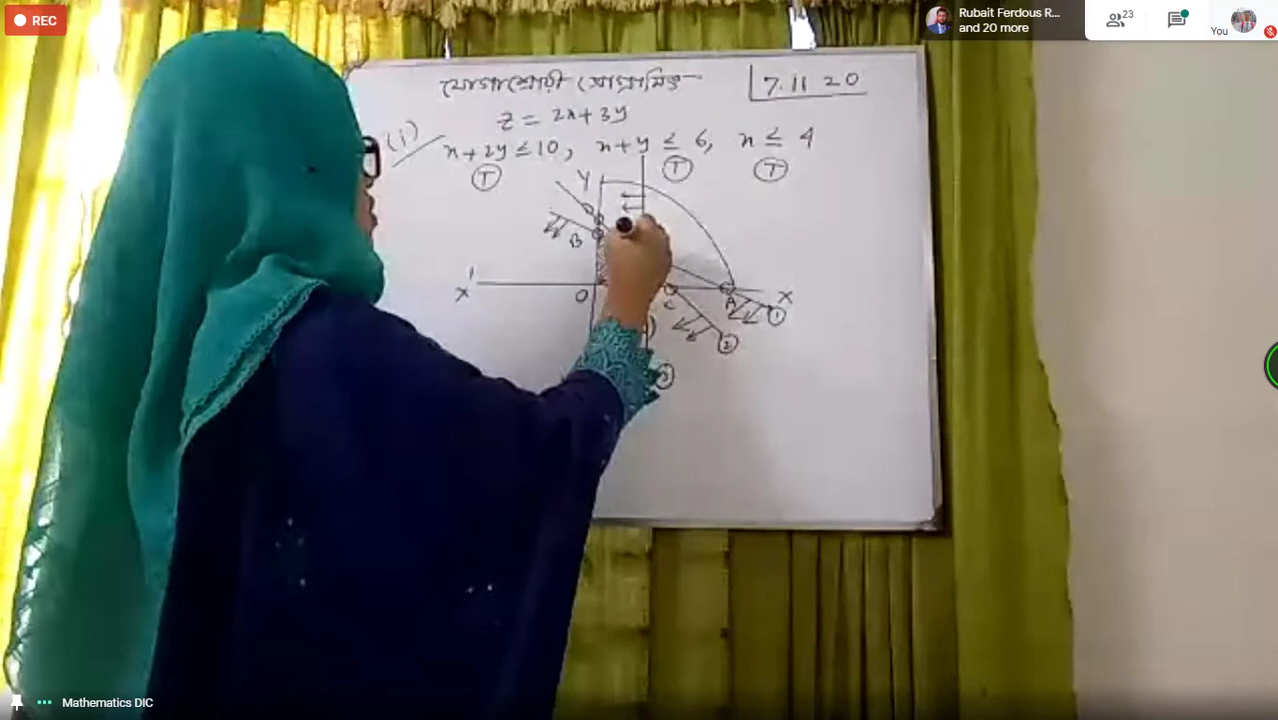 REC
Rubait Ferdous R...
and 20 more
23
You
যোগাশ্রয়ী প্রোগ্রামিং
7.11 20
z = 2x+3y
(i)
x+2y≤10, x+y ≤ 6, x ≤ 4
T T T
Y
D
B
X' O C A X
1
2
3
Mathematics DIC